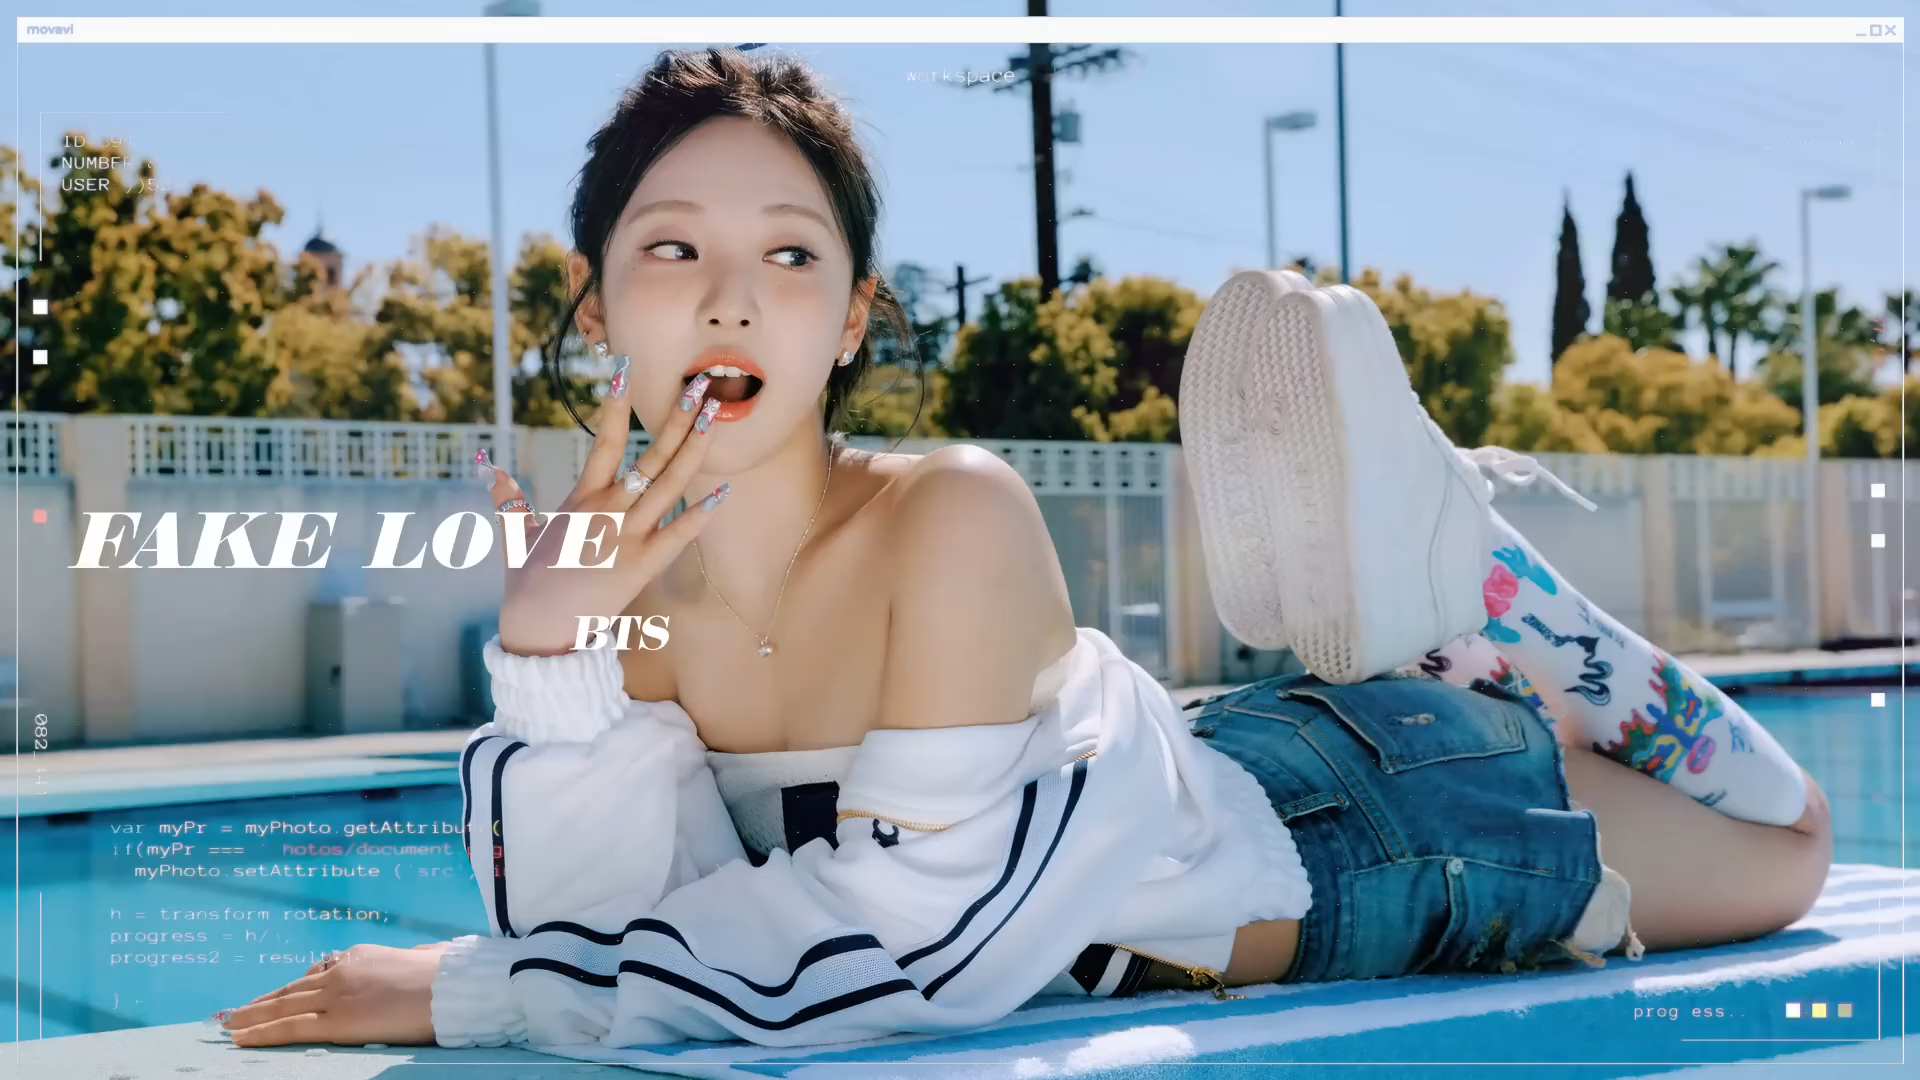 movavi
workspace
ID
NUMBER
USER
FAKE LOVE
BTS
var myPr = myPhoto.getAttribut(
if(myPr ===
hotos/document.
myPhoto.setAttribute ( src
h = transform rotation;
progress = h/
progress2 = result
}
prog ess..